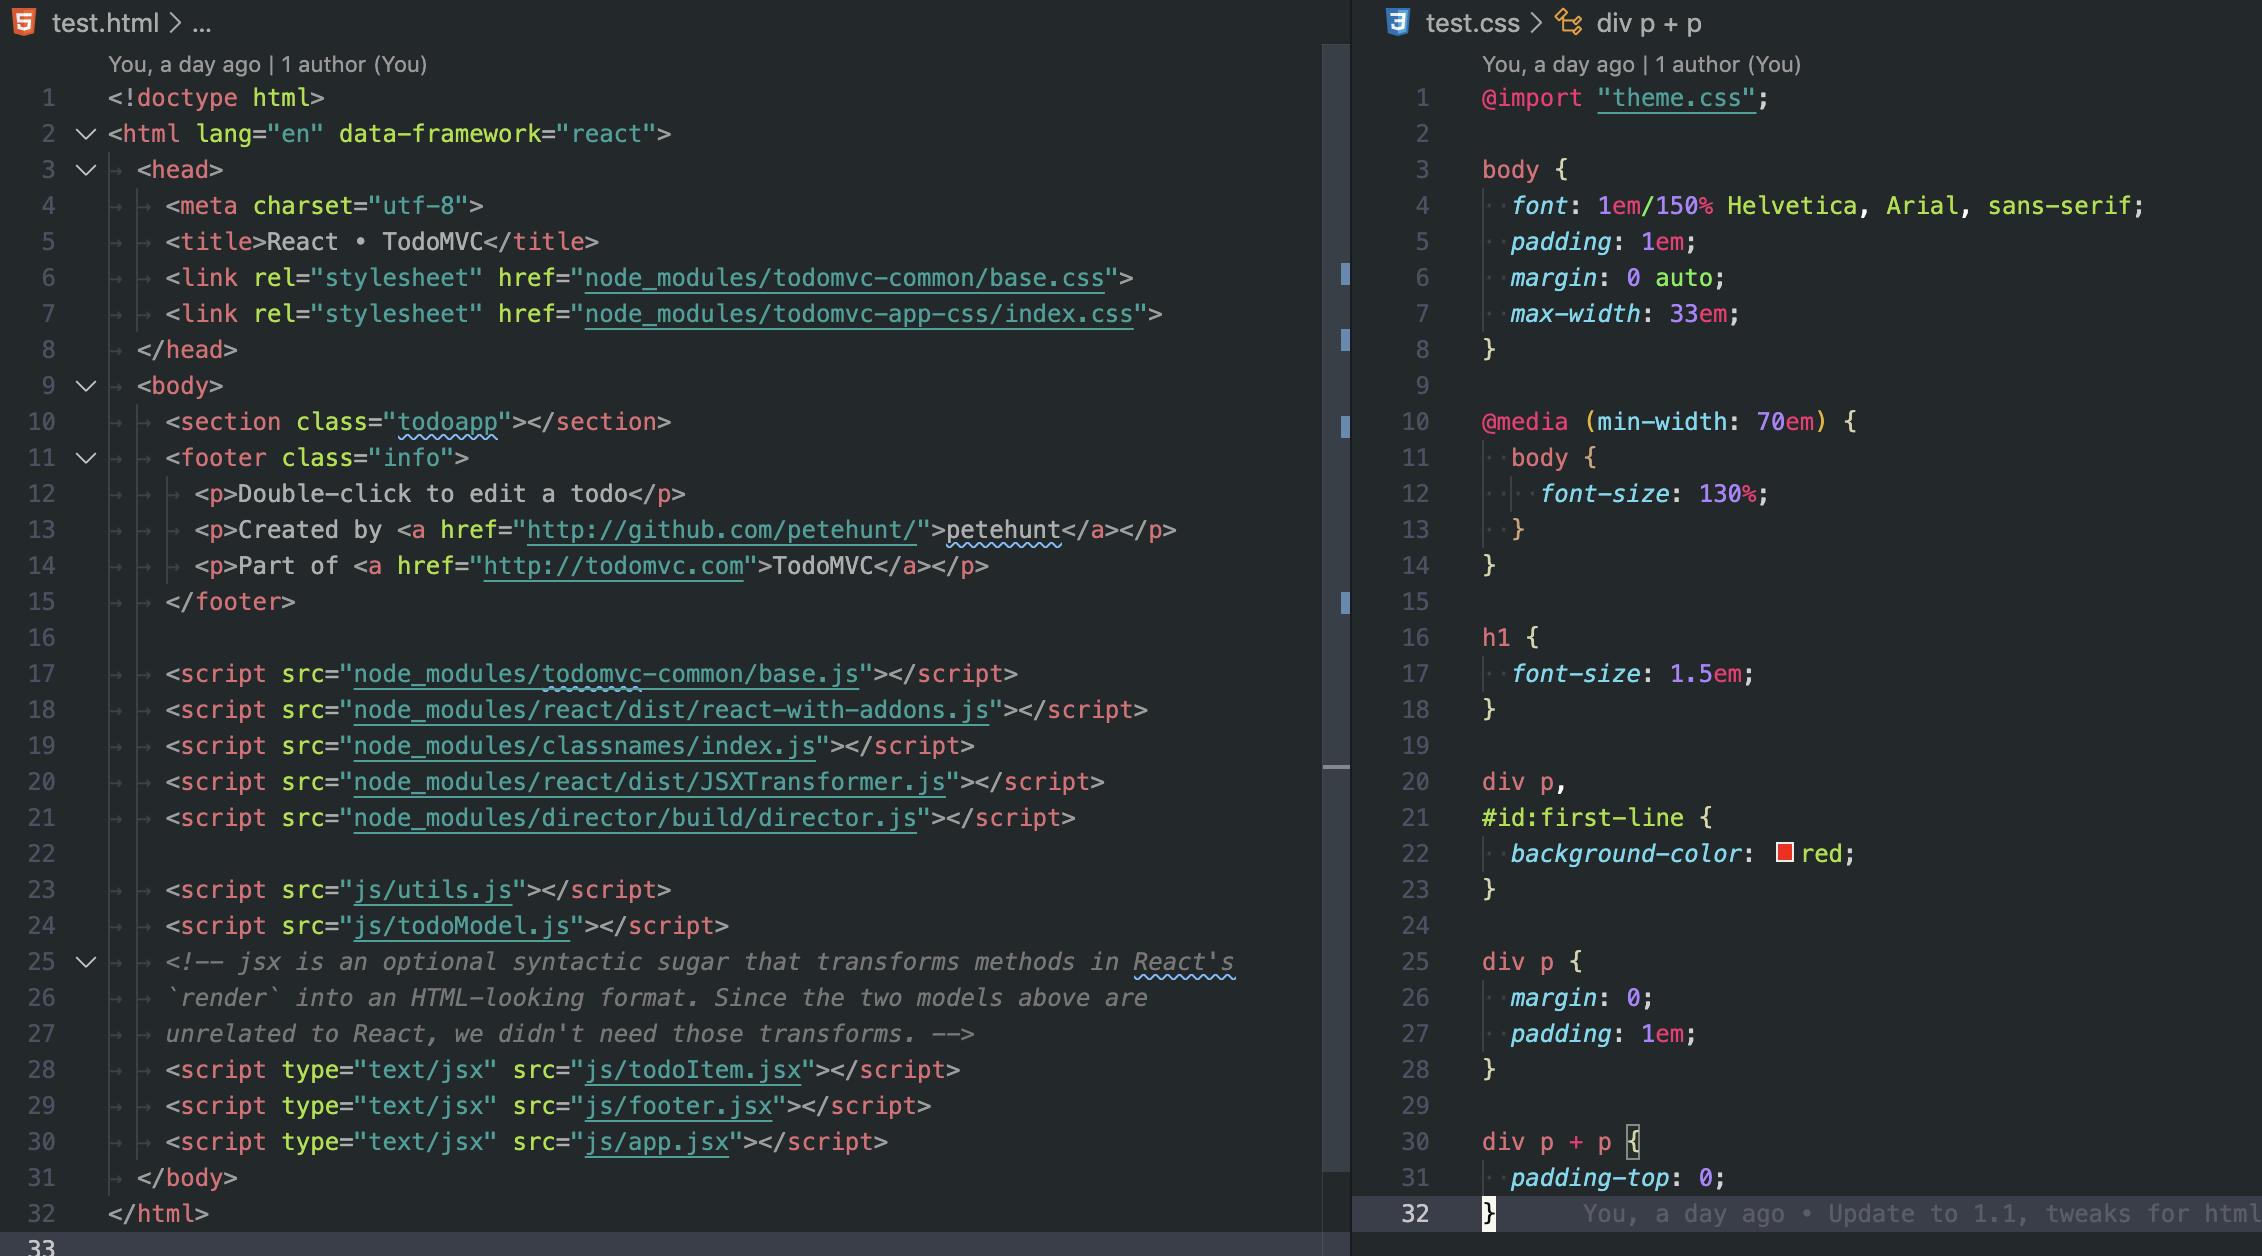 test.html > ...
You, a day ago | 1 author (You)
1 <!doctype html>
2 <html lang="en" data-framework="react">
3 <head>
4 <meta charset="utf-8">
5 <title>React • TodoMVC</title>
6 <link rel="stylesheet" href="node_modules/todomvc-common/base.css">
7 <link rel="stylesheet" href="node_modules/todomvc-app-css/index.css">
8 </head>
9 <body>
10 <section class="todoapp"></section>
11 <footer class="info">
12 <p>Double-click to edit a todo</p>
13 <p>Created by <a href="http://github.com/petehunt/">petehunt</a></p>
14 <p>Part of <a href="http://todomvc.com">TodoMVC</a></p>
15 </footer>
16
17 <script src="node_modules/todomvc-common/base.js"></script>
18 <script src="node_modules/react/dist/react-with-addons.js"></script>
19 <script src="node_modules/classnames/index.js"></script>
20 <script src="node_modules/react/dist/JSXTransformer.js"></script>
21 <script src="node_modules/director/build/director.js"></script>
22
23 <script src="js/utils.js"></script>
24 <script src="js/todoModel.js"></script>
25 <!-- jsx is an optional syntactic sugar that transforms methods in React's
26 `render` into an HTML-looking format. Since the two models above are
27 unrelated to React, we didn't need those transforms. -->
28 <script type="text/jsx" src="js/todoItem.jsx"></script>
29 <script type="text/jsx" src="js/footer.jsx"></script>
30 <script type="text/jsx" src="js/app.jsx"></script>
31 </body>
32 </html>
33
test.css > div p + p
You, a day ago | 1 author (You)
1 @import "theme.css";
2
3 body {
4 font: 1em/150% Helvetica, Arial, sans-serif;
5 padding: 1em;
6 margin: 0 auto;
7 max-width: 33em;
8 }
9
10 @media (min-width: 70em) {
11 body {
12 font-size: 130%;
13 }
14 }
15
16 h1 {
17 font-size: 1.5em;
18 }
19
20 div p,
21 #id:first-line {
22 background-color: red;
23 }
24
25 div p {
26 margin: 0;
27 padding: 1em;
28 }
29
30 div p + p {
31 padding-top: 0;
32 } You, a day ago • Update to 1.1, tweaks for html